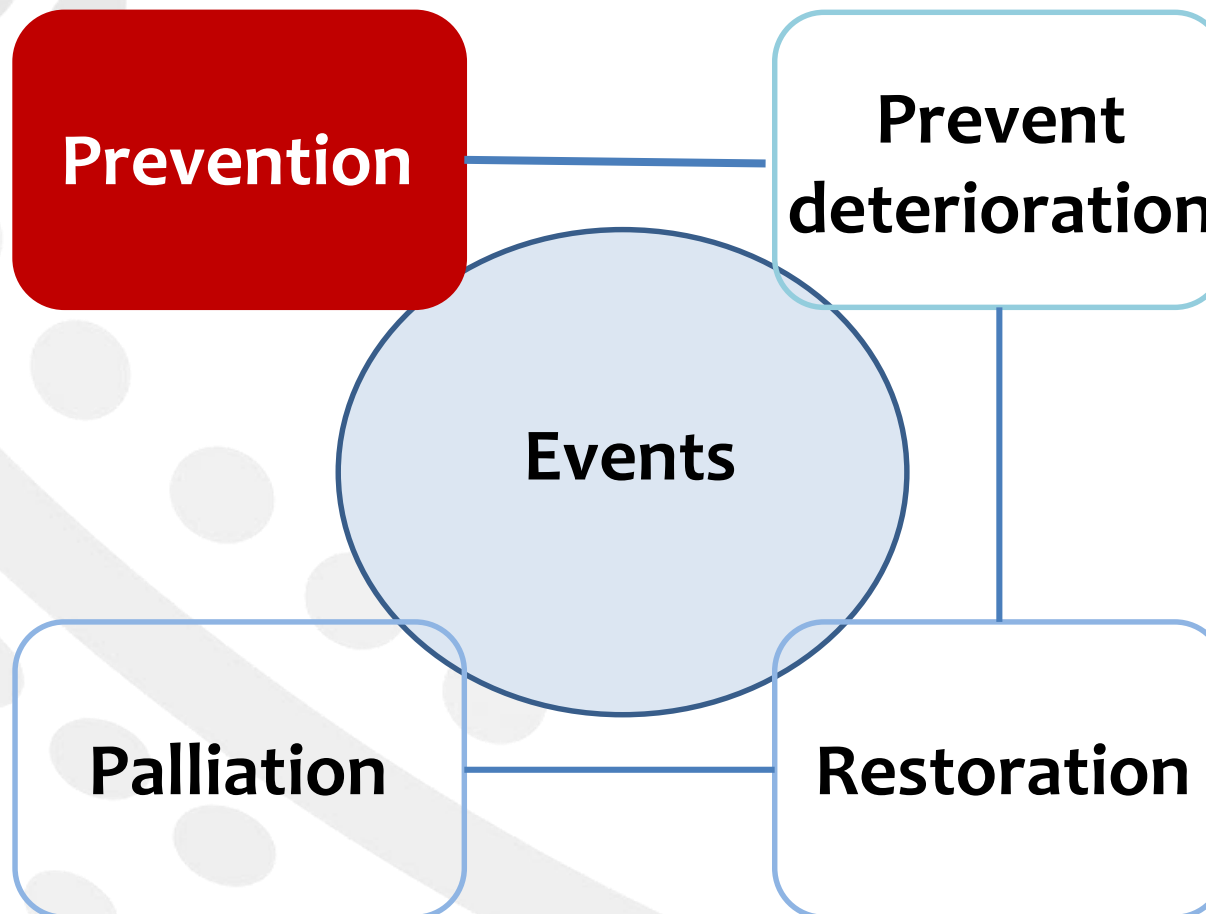 Prevention
Prevent
deterioration
Events
Palliation
Restoration